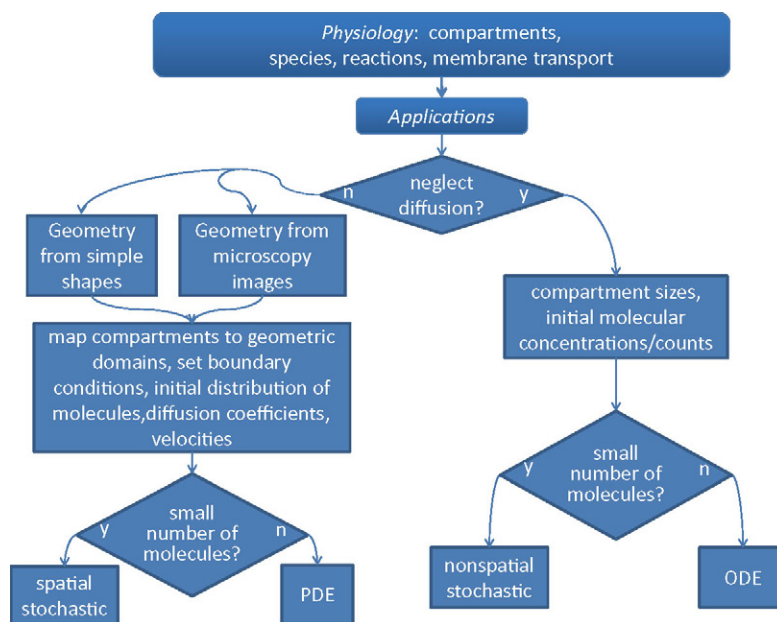 Physiology: compartments,
species, reactions, membrane transport
Applications
neglect
diffusion?
n
y
Geometry
from simple
shapes
Geometry from
microscopy
images
compartment sizes,
initial molecular
concentrations/counts
map compartments to geometric
domains, set boundary
conditions, initial distribution of
molecules,diffusion coefficients,
velocities
small
number of
molecules?
y
n
small
number of
molecules?
y
n
spatial
stochastic
PDE
nonspatial
stochastic
ODE